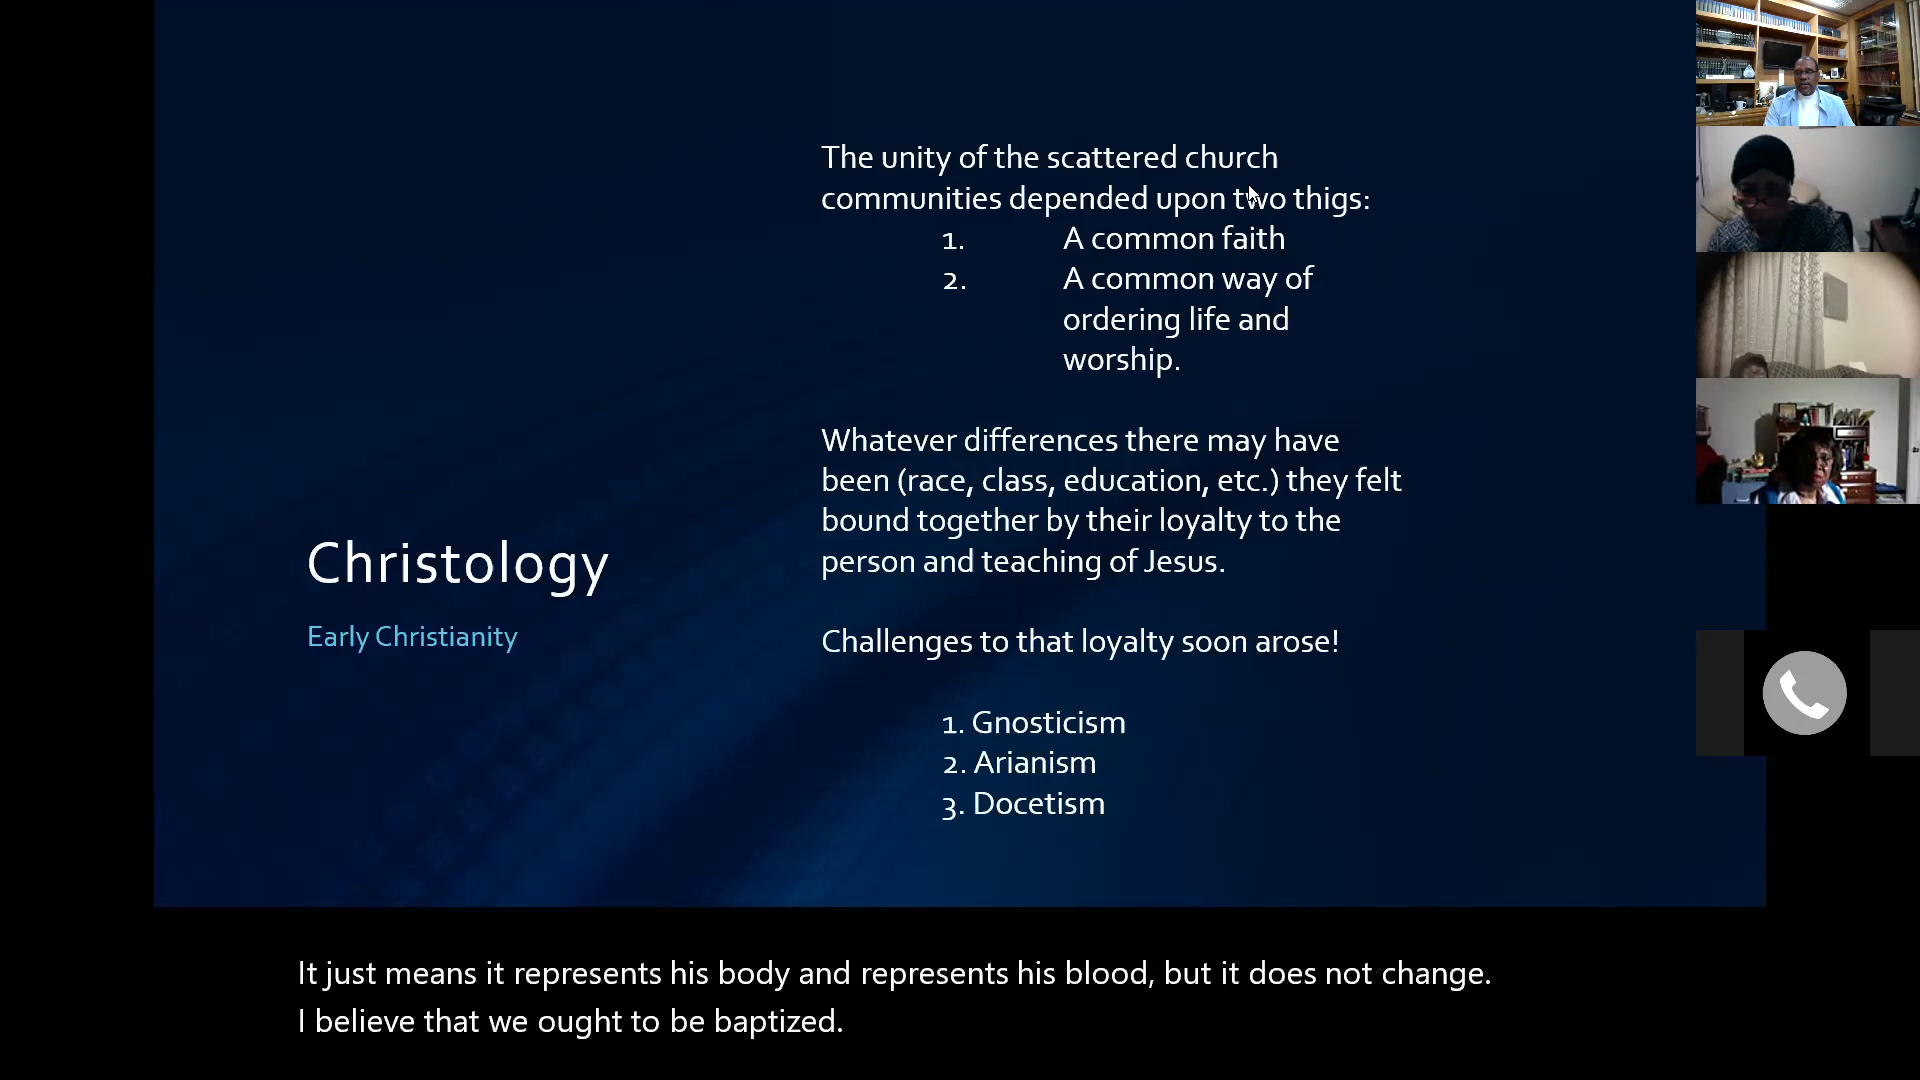 The unity of the scattered church
communities depended upon two thigs:
1. A common faith
2. A common way of
ordering life and
worship.
Whatever differences there may have
been (race, class, education, etc.) they felt
bound together by their loyalty to the
person and teaching of Jesus.
Challenges to that loyalty soon arose!
1. Gnosticism
2. Arianism
3. Docetism
Christology
Early Christianity
It just means it represents his body and represents his blood, but it does not change.
I believe that we ought to be baptized.